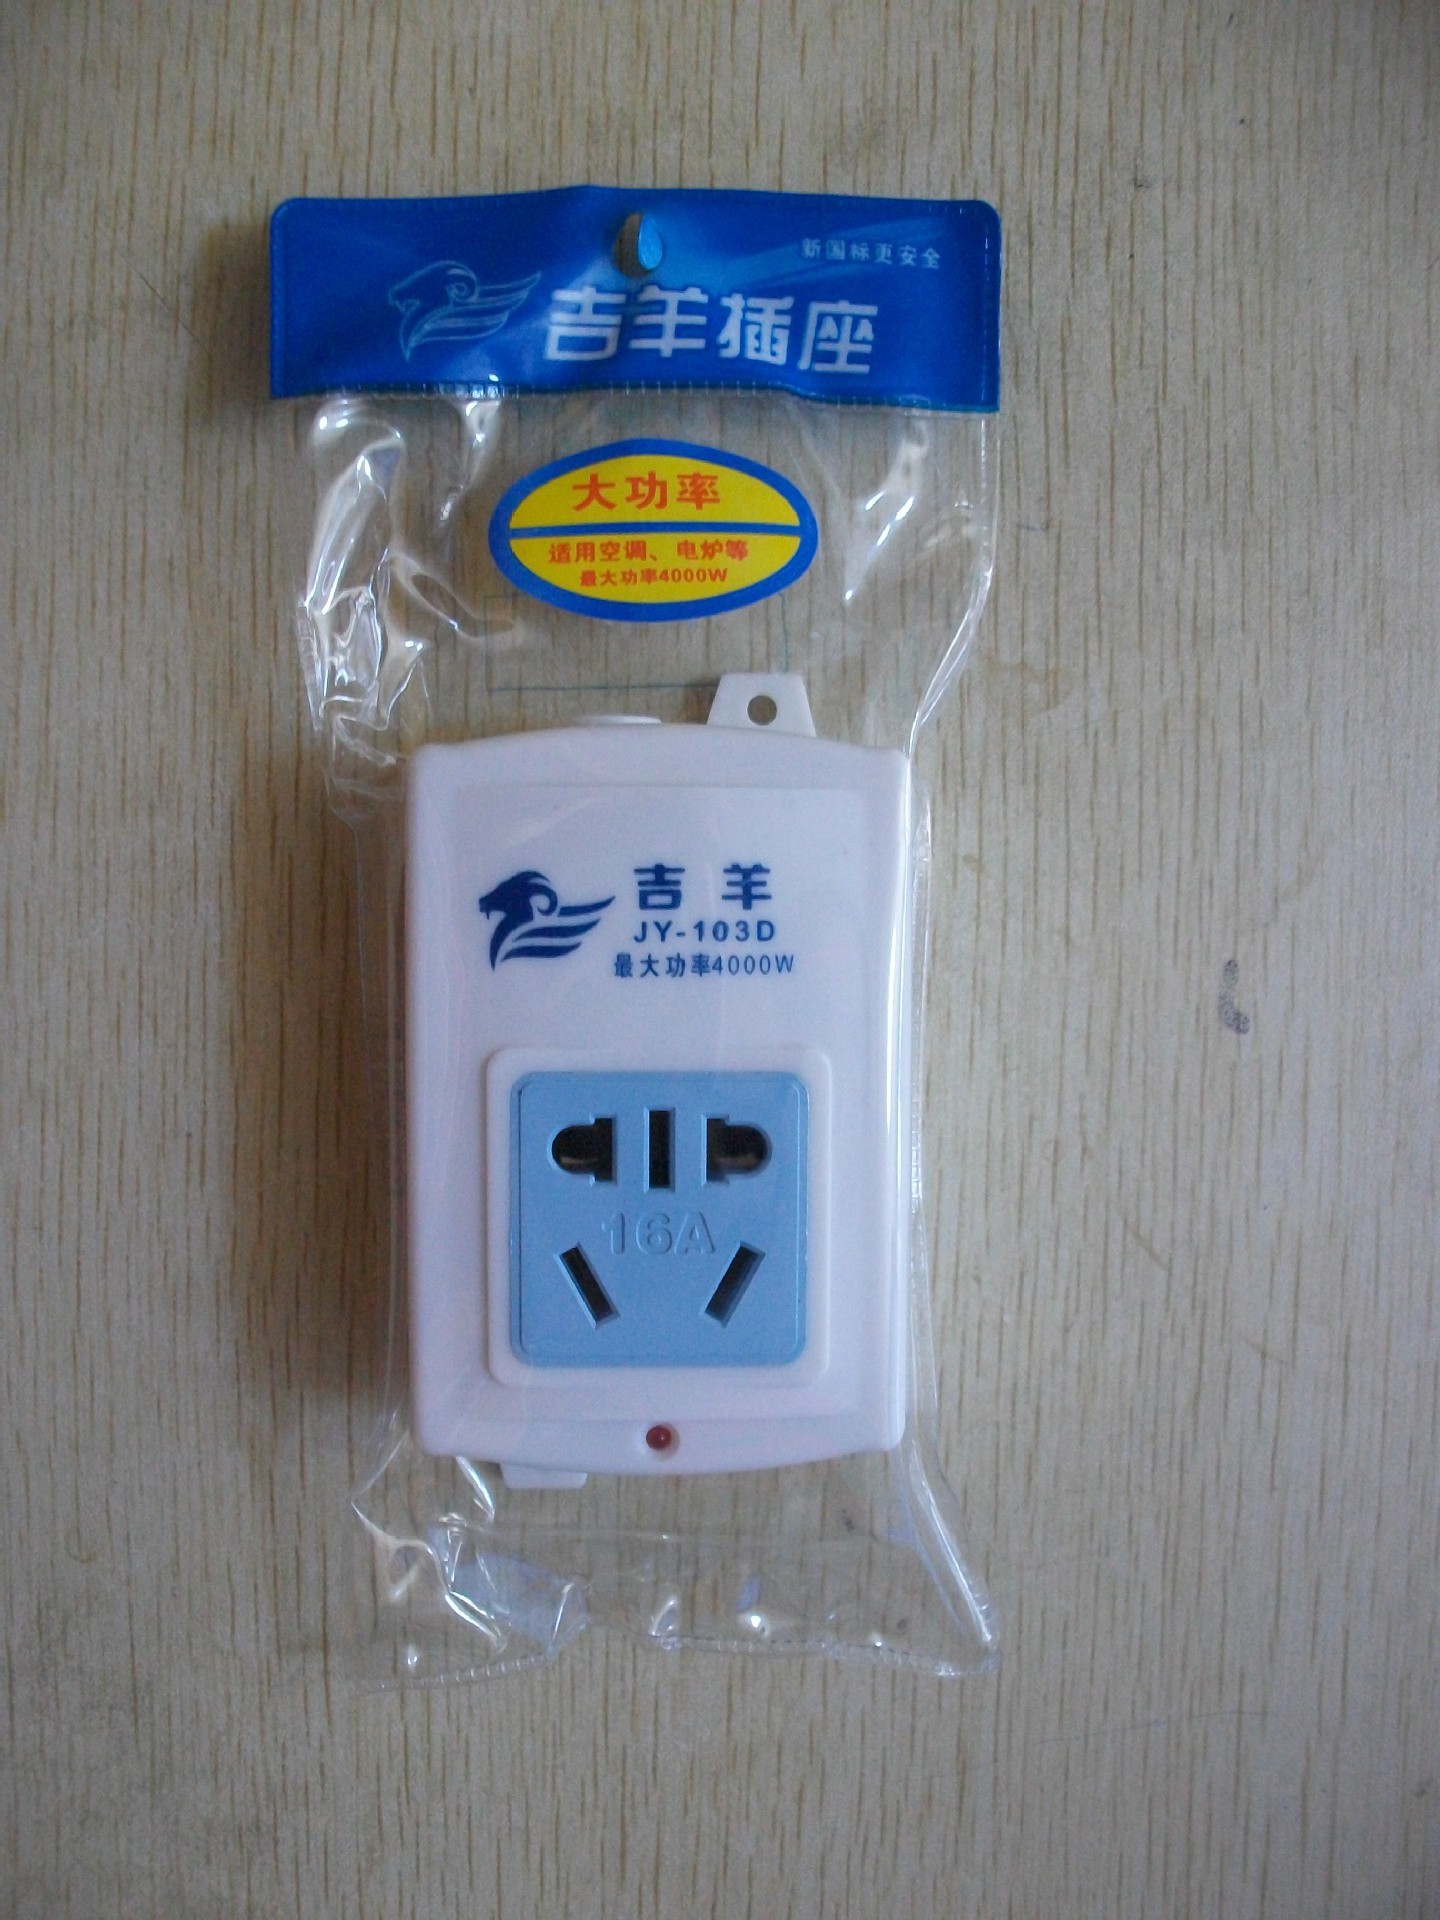 新国标更安全
吉羊插座
大功率
适用空调、电炉等
最大功率4000W
吉羊
JY-103D
最大功率4000W
16A